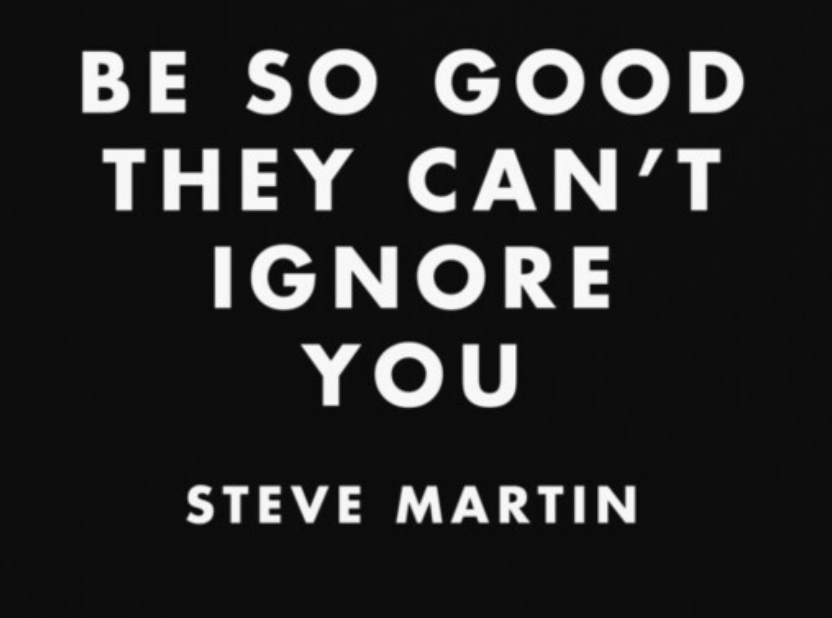 BE SO GOOD
THEY CAN'T
IGNORE
YOU
STEVE MARTIN